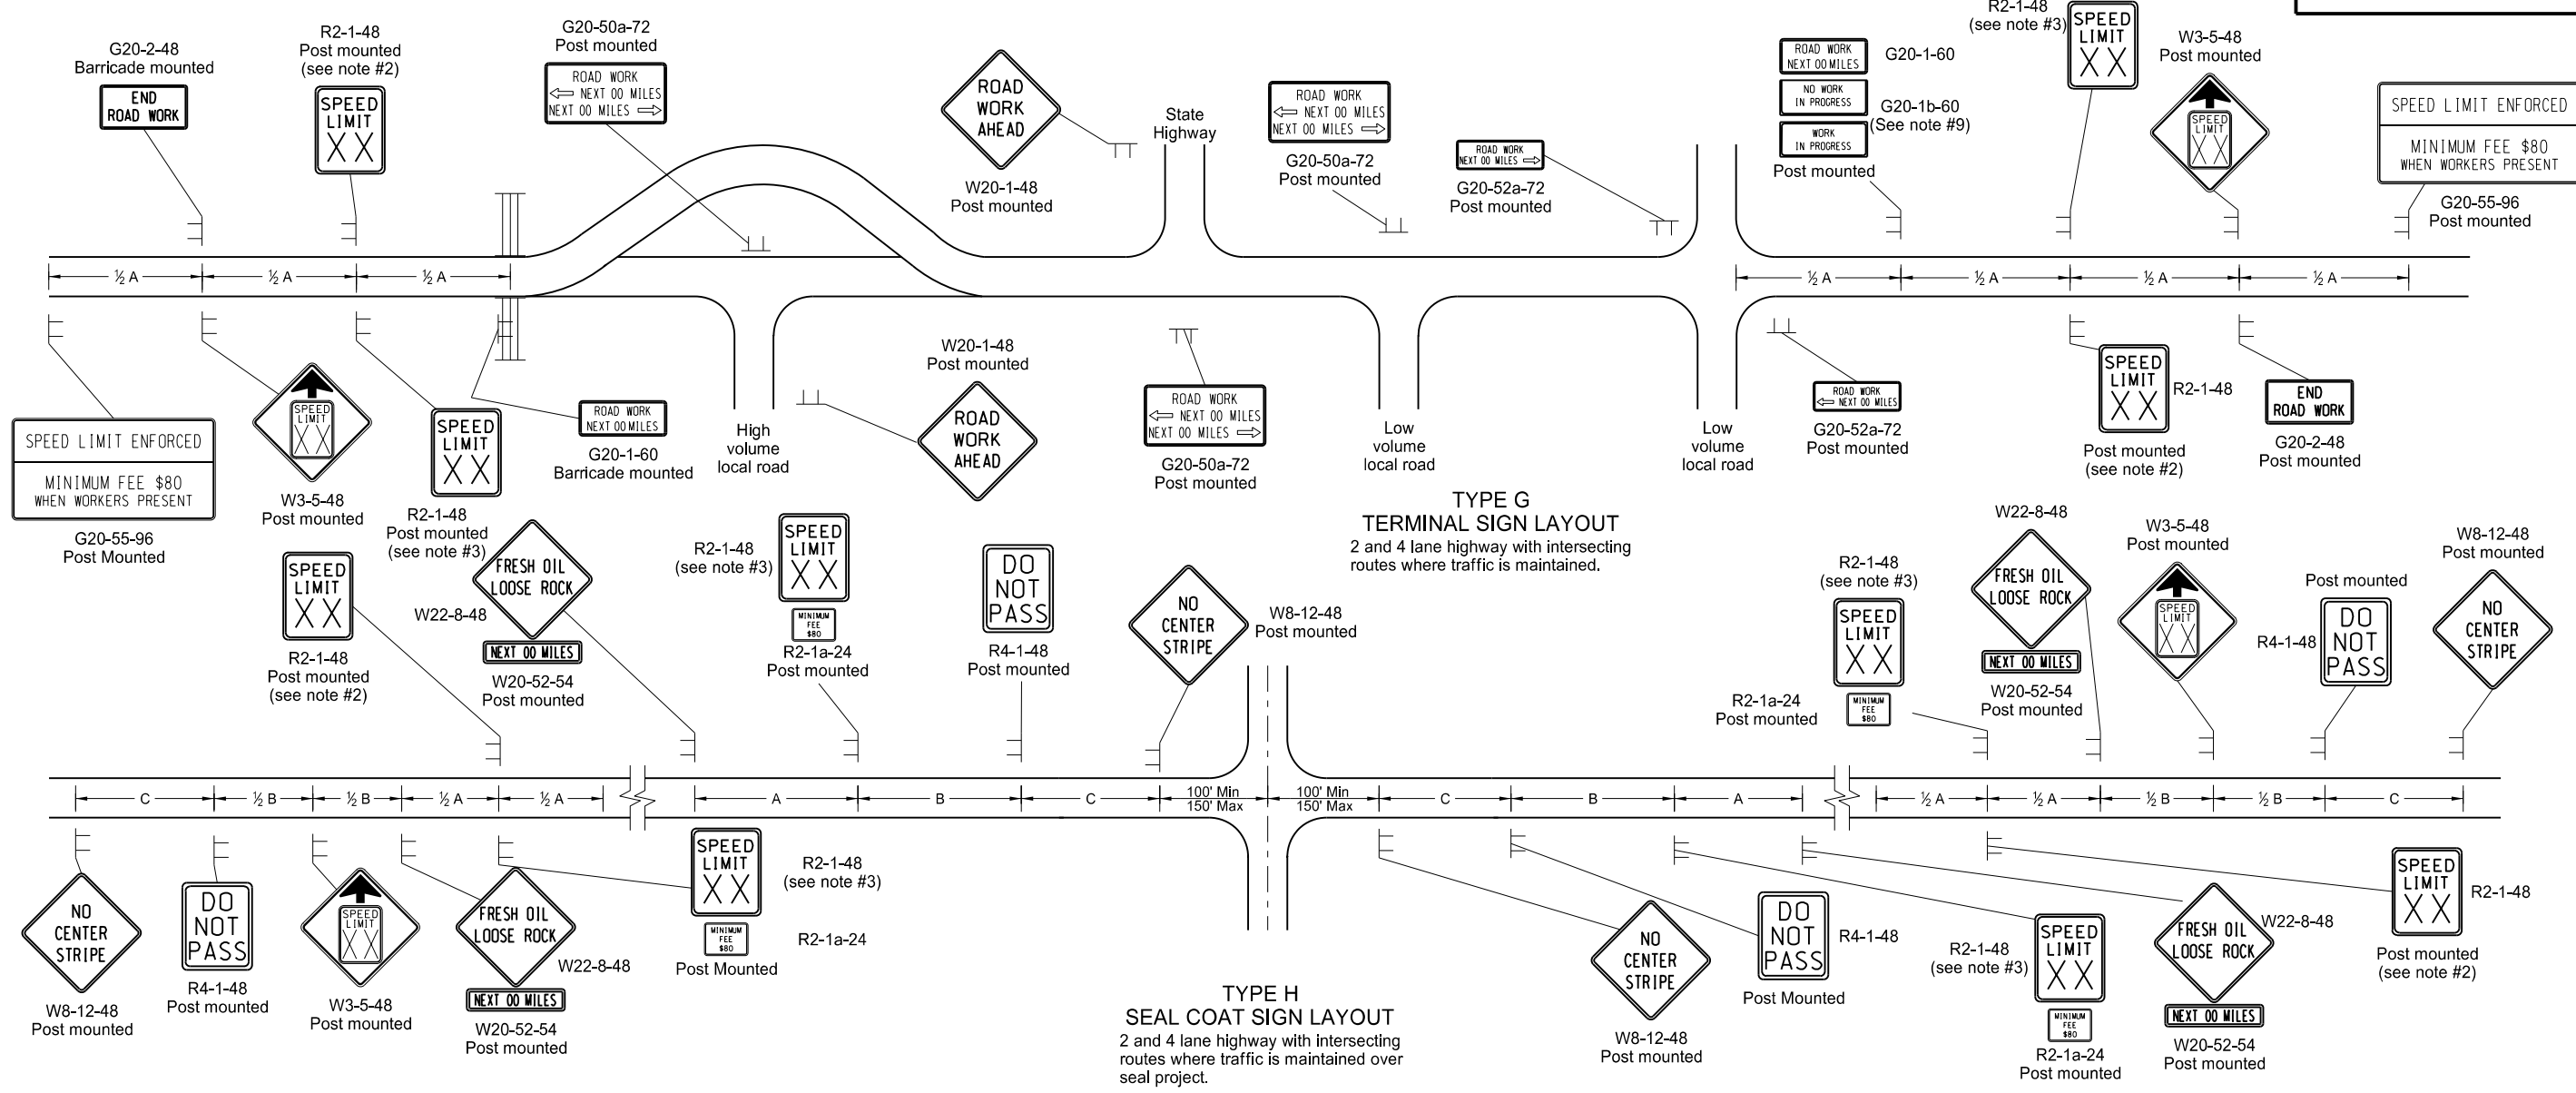 G20-2-48
Barricade mounted
END
ROAD WORK
R2-1-48
Post mounted
(see note #2)
SPEED
LIMIT
XX
G20-50a-72
Post mounted
ROAD WORK
⇦ NEXT 00 MILES
NEXT 00 MILES ⇨
ROAD
WORK
AHEAD
W20-1-48
Post mounted
State
Highway
ROAD WORK
⇦ NEXT 00 MILES
NEXT 00 MILES ⇨
G20-50a-72
Post mounted
ROAD WORK
NEXT 00 MILES ⇨
G20-52a-72
Post mounted
ROAD WORK
NEXT 00 MILES
G20-1-60
NO WORK
IN PROGRESS
G20-1b-60
(See note #9)
WORK
IN PROGRESS
Post mounted
R2-1-48
(see note #3)
SPEED
LIMIT
XX
W3-5-48
Post mounted
SPEED
LIMIT
XX
SPEED LIMIT ENFORCED
MINIMUM FEE $80
WHEN WORKERS PRESENT
G20-55-96
Post mounted
½ A
½ A
½ A
½ A
½ A
½ A
½ A
SPEED LIMIT ENFORCED
MINIMUM FEE $80
WHEN WORKERS PRESENT
G20-55-96
Post Mounted
SPEED
LIMIT
XX
W3-5-48
Post mounted
SPEED
LIMIT
XX
R2-1-48
Post mounted
(see note #3)
ROAD WORK
NEXT 00 MILES
G20-1-60
Barricade mounted
High
volume
local road
W20-1-48
Post mounted
ROAD
WORK
AHEAD
ROAD WORK
⇦ NEXT 00 MILES
NEXT 00 MILES ⇨
G20-50a-72
Post mounted
Low
volume
local road
Low
volume
local road
ROAD WORK
⇦ NEXT 00 MILES
G20-52a-72
Post mounted
SPEED
LIMIT
XX
R2-1-48
Post mounted
(see note #2)
END
ROAD WORK
G20-2-48
Post mounted
TYPE G
TERMINAL SIGN LAYOUT
2 and 4 lane highway with intersecting
routes where traffic is maintained.
SPEED
LIMIT
XX
R2-1-48
Post mounted
(see note #2)
FRESH OIL
LOOSE ROCK
W22-8-48
NEXT 00 MILES
W20-52-54
Post mounted
R2-1-48
(see note #3)
SPEED
LIMIT
XX
MINIMUM
FEE
$80
R2-1a-24
Post mounted
DO
NOT
PASS
R4-1-48
Post mounted
NO
CENTER
STRIPE
W8-12-48
Post mounted
R2-1-48
(see note #3)
SPEED
LIMIT
XX
R2-1a-24
Post mounted
MINIMUM
FEE
$80
W22-8-48
FRESH OIL
LOOSE ROCK
NEXT 00 MILES
W20-52-54
Post mounted
W3-5-48
Post mounted
SPEED
LIMIT
XX
Post mounted
R4-1-48
DO
NOT
PASS
W8-12-48
Post mounted
NO
CENTER
STRIPE
C
½ B
½ B
½ A
½ A
A
B
C
100' Min
150' Max
100' Min
150' Max
C
B
A
½ A
½ A
½ B
½ B
C
NO
CENTER
STRIPE
W8-12-48
Post mounted
DO
NOT
PASS
R4-1-48
Post mounted
SPEED
LIMIT
XX
W3-5-48
Post mounted
FRESH OIL
LOOSE ROCK
W22-8-48
NEXT 00 MILES
W20-52-54
Post mounted
SPEED
LIMIT
XX
R2-1-48
(see note #3)
MINIMUM
FEE
$80
R2-1a-24
Post Mounted
TYPE H
SEAL COAT SIGN LAYOUT
2 and 4 lane highway with intersecting
routes where traffic is maintained over
seal project.
NO
CENTER
STRIPE
W8-12-48
Post mounted
DO
NOT
PASS
R4-1-48
Post Mounted
R2-1-48
(see note #3)
SPEED
LIMIT
XX
MINIMUM
FEE
$80
R2-1a-24
Post mounted
FRESH OIL
LOOSE ROCK
W22-8-48
NEXT 00 MILES
W20-52-54
Post mounted
SPEED
LIMIT
XX
R2-1-48
Post mounted
(see note #2)